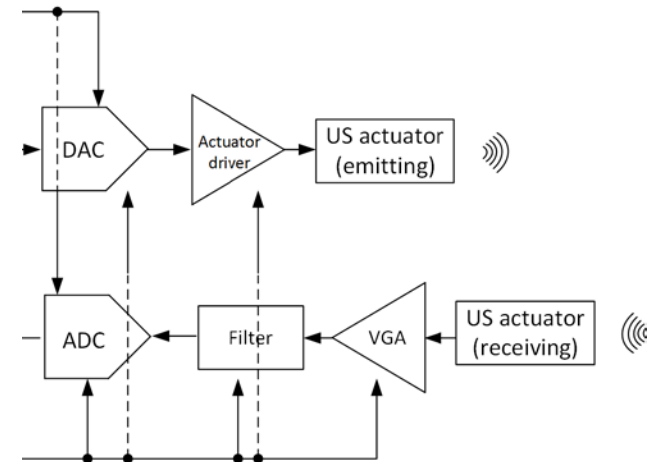 DAC
Actuator
driver
US actuator
(emitting)
ADC
Filter
VGA
US actuator
(receiving)